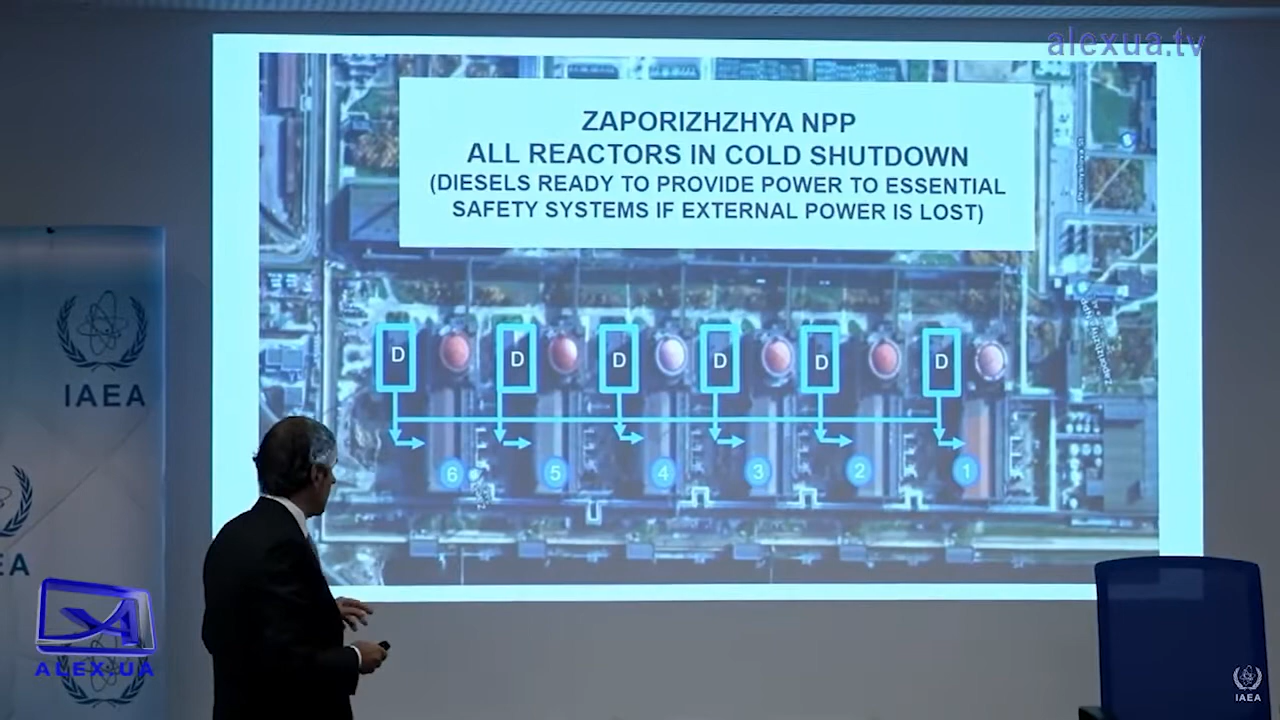 alexua.tv
ZAPORIZHZHYA NPP
ALL REACTORS IN COLD SHUTDOWN
(DIESELS READY TO PROVIDE POWER TO ESSENTIAL
SAFETY SYSTEMS IF EXTERNAL POWER IS LOST)
D D D D D D
6 5 4 3 2 1
IAEA
EA
ALEX.UA
IAEA